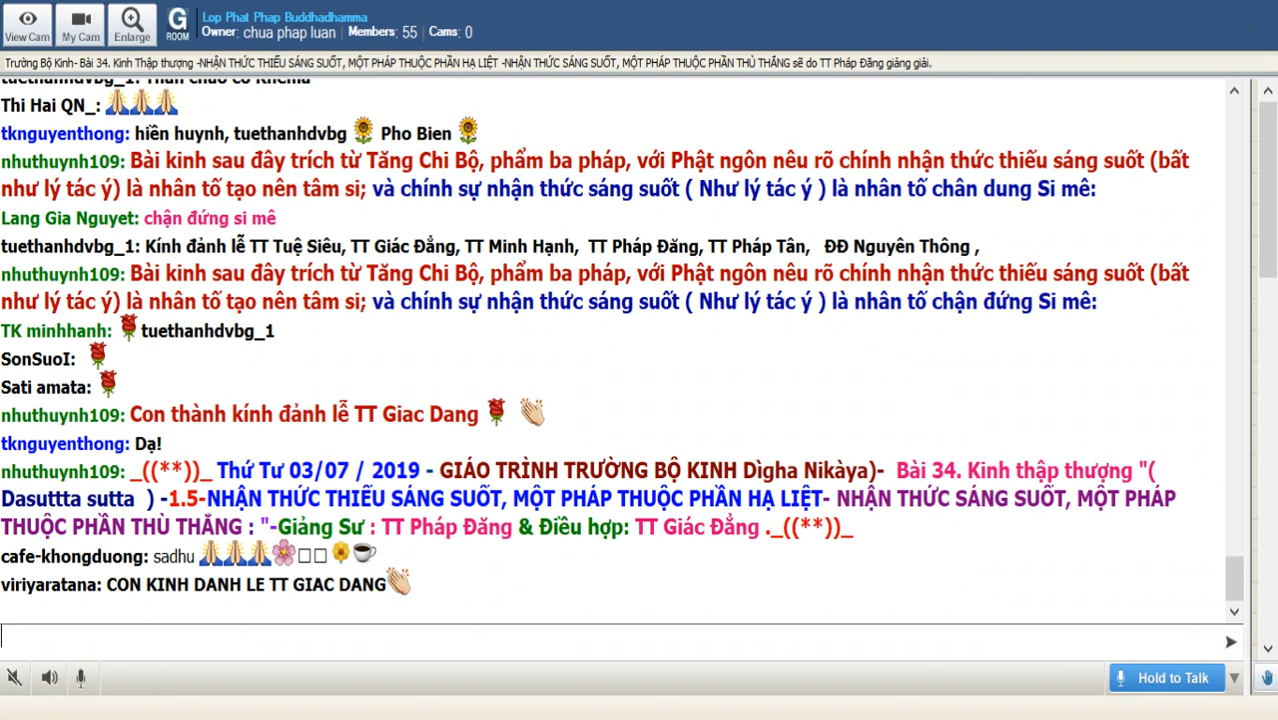 Lop Phat Phap Buddhadhamma
View Cam
My Cam
Enlarge
G ROOM
Owner: chua phap luan | Members: 55 | Cams: 0
Trường Bộ Kinh- Bài 34. Kinh Thập thượng -NHẬN THỨC THIẾU SÁNG SUỐT, MỘT PHÁP THUỘC PHẦN HẠ LIỆT -NHẬN THỨC SÁNG SUỐT, MỘT PHÁP THUỘC PHẦN THÙ THẮNG sẽ do TT Pháp Đăng giảng giải.
tuethanhdvbg_1: Thân chào cô Khema
Thi Hai QN_:
tknguyenthong: hiền huynh, tuethanhdvbg Pho Bien
nhuthuynh109: Bài kinh sau đây trích từ Tăng Chi Bộ, phẩm ba pháp, với Phật ngôn nêu rõ chính nhận thức thiếu sáng suốt (bất
như lý tác ý) là nhân tố tạo nên tâm si; và chính sự nhận thức sáng suốt ( Như lý tác ý ) là nhân tố chân dung Si mê:
Lang Gia Nguyet: chận đứng si mê
tuethanhdvbg_1: Kính đảnh lễ TT Tuệ Siêu, TT Giác Đẳng, TT Minh Hạnh, TT Pháp Đăng, TT Pháp Tân, ĐĐ Nguyên Thông ,
nhuthuynh109: Bài kinh sau đây trích từ Tăng Chi Bộ, phẩm ba pháp, với Phật ngôn nêu rõ chính nhận thức thiếu sáng suốt (bất
như lý tác ý) là nhân tố tạo nên tâm si; và chính sự nhận thức sáng suốt ( Như lý tác ý ) là nhân tố chận đứng Si mê:
TK minhhanh: tuethanhdvbg_1
SonSuoI:
Sati amata:
nhuthuynh109: Con thành kính đảnh lễ TT Giac Dang
tknguyenthong: Dạ!
nhuthuynh109: _((**))_ Thứ Tư 03/07 / 2019 - GIÁO TRÌNH TRƯỜNG BỘ KINH Dìgha Nikàya)- Bài 34. Kinh thập thượng "(
Dasuttta sutta ) -1.5-NHẬN THỨC THIẾU SÁNG SUỐT, MỘT PHÁP THUỘC PHẦN HẠ LIỆT- NHẬN THỨC SÁNG SUỐT, MỘT PHÁP
THUỘC PHẦN THÙ THẮNG : "-Giảng Sư : TT Pháp Đăng & Điều hợp: TT Giác Đẳng ._((**))_
cafe-khongduong: sadhu
viriyaratana: CON KINH DANH LE TT GIAC DANG
Hold to Talk